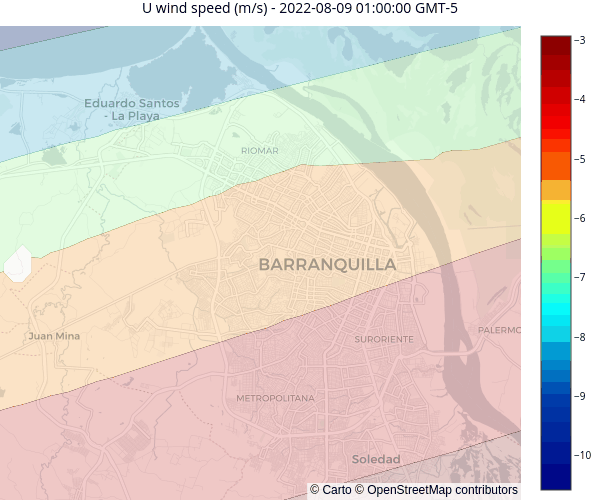 U wind speed (m/s) - 2022-08-09 01:00:00 GMT-5
−3
Eduardo Santos
- La Playa
−4
RIOMAR
−5
−6
BARRANQUILLA
−7
Juan Mina
SURORIENTE
PALERMO
−8
METROPOLITANA
−9
Soledad
−10
© Carto © OpenStreetMap contributors